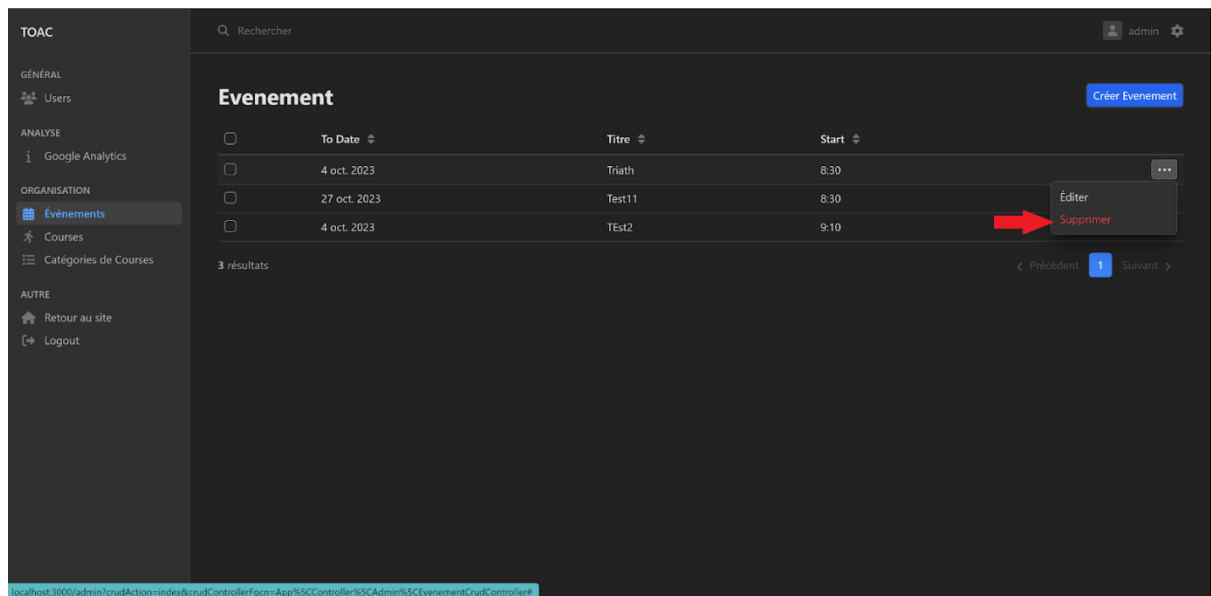 TOAC
Rechercher
admin
GÉNÉRAL
Users
ANALYSE
Google Analytics
ORGANISATION
Évènements
Courses
Catégories de Courses
AUTRE
Retour au site
Logout
Evenement
Créer Evenement
To Date Titre Start
4 oct. 2023 Triath 8:30
27 oct. 2023 Test11 8:30
4 oct. 2023 TEst2 9:10
Éditer
Supprimer
3 résultats
Précédent 1 Suivant
localhost:3000/admin?crudAction=index&crudControllerFqcn=App%5CController%5CAdmin%5CEvenementCrudController#